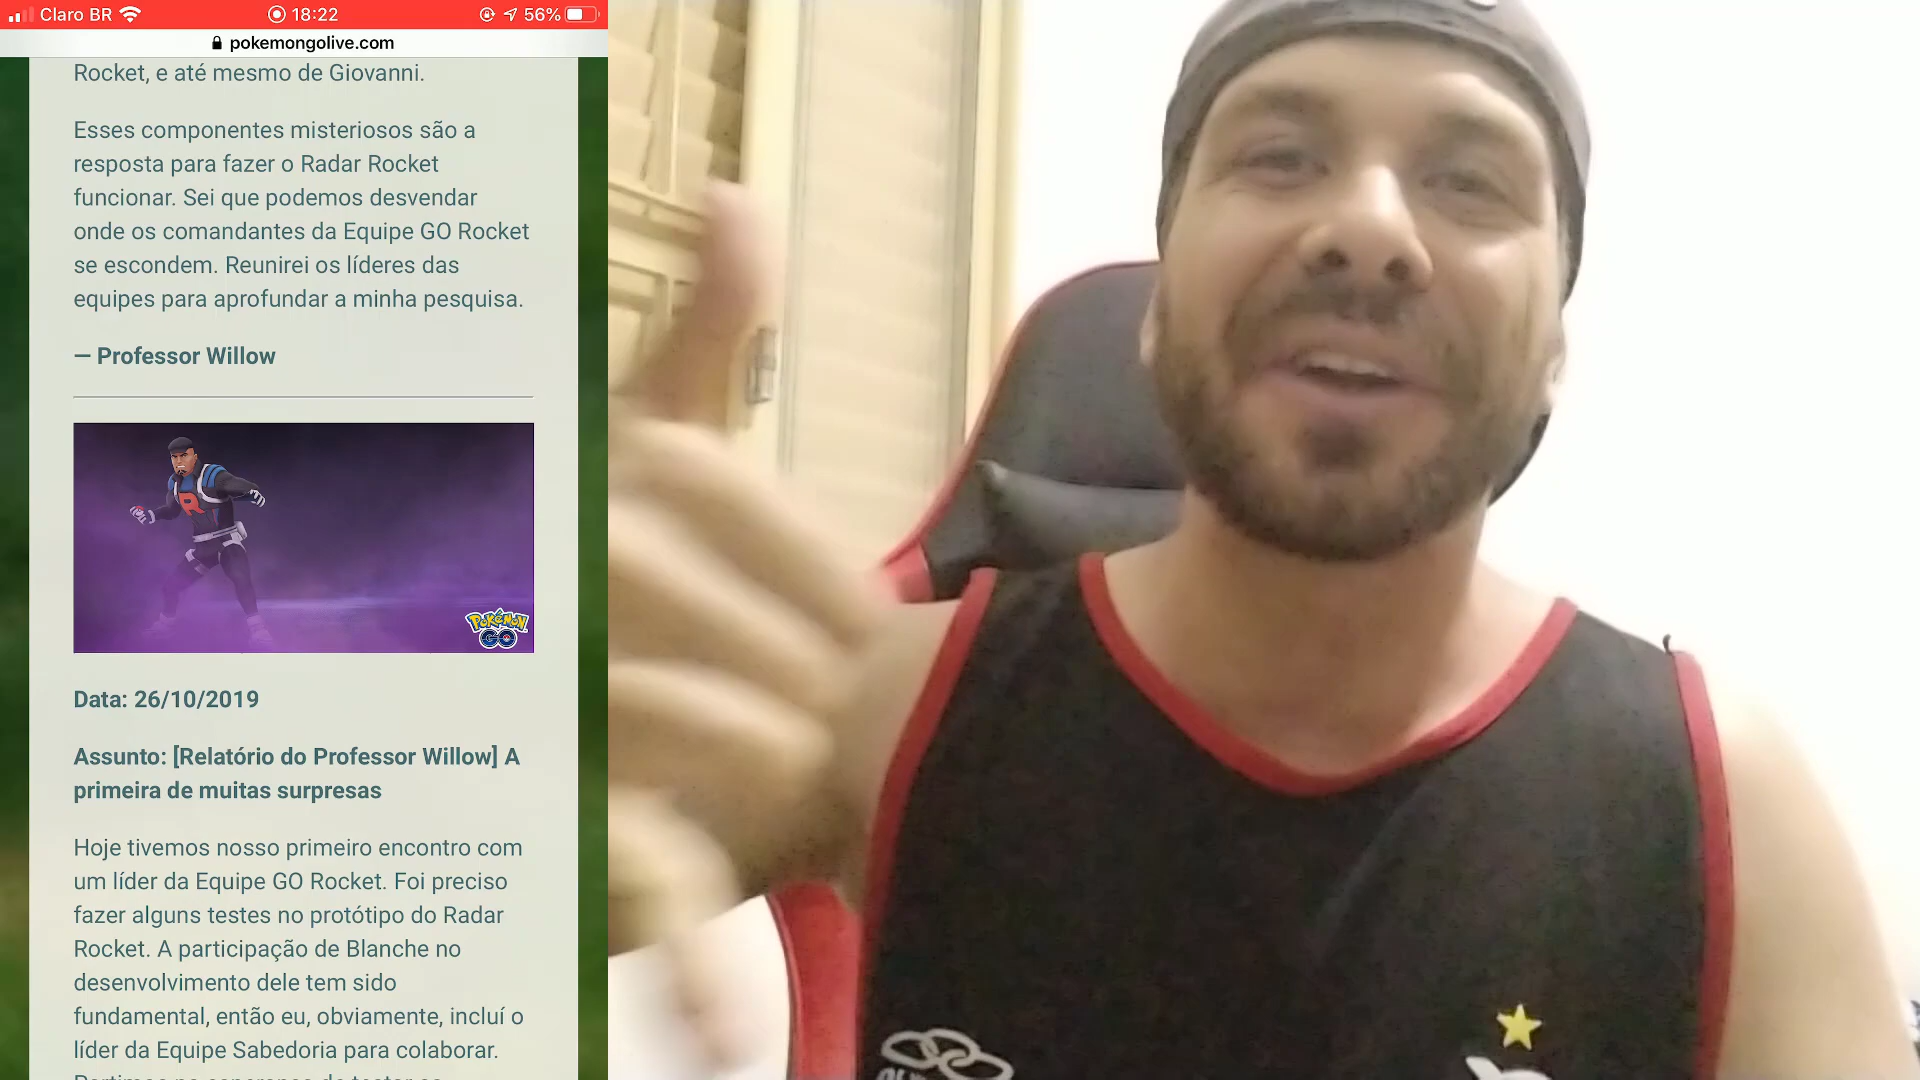 Claro BR 18:22 56%
pokemongolive.com
Rocket, e até mesmo de Giovanni.
Esses componentes misteriosos são a
resposta para fazer o Radar Rocket
funcionar. Sei que podemos desvendar
onde os comandantes da Equipe GO Rocket
se escondem. Reunirei os líderes das
equipes para aprofundar a minha pesquisa.
— Professor Willow
R
POKÉMON
GO
Data: 26/10/2019
Assunto: [Relatório do Professor Willow] A
primeira de muitas surpresas
Hoje tivemos nosso primeiro encontro com
um líder da Equipe GO Rocket. Foi preciso
fazer alguns testes no protótipo do Radar
Rocket. A participação de Blanche no
desenvolvimento dele tem sido
fundamental, então eu, obviamente, incluí o
líder da Equipe Sabedoria para colaborar.